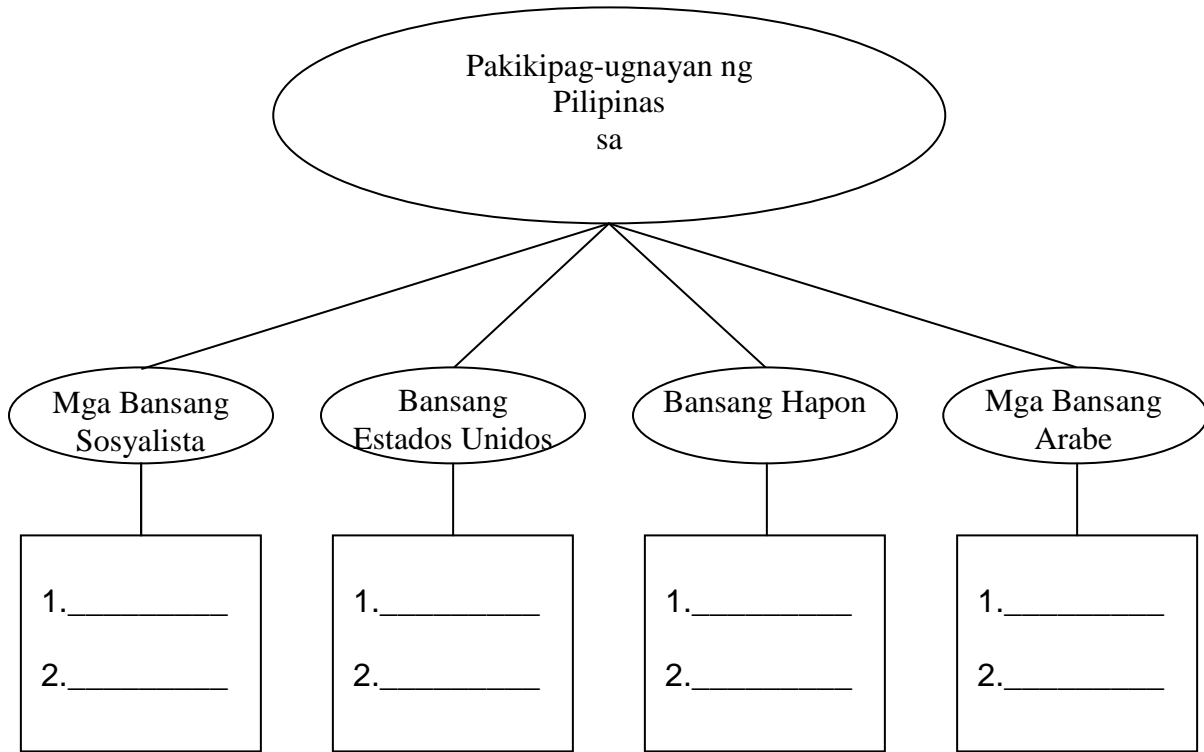 Pakikipag-ugnayan ng
Pilipinas
sa
Mga Bansang
Sosyalista
Bansang
Estados Unidos
Bansang Hapon
Mga Bansang
Arabe
1.__________
2.__________
1.__________
2.__________
1.__________
2.__________
1.__________
2.__________